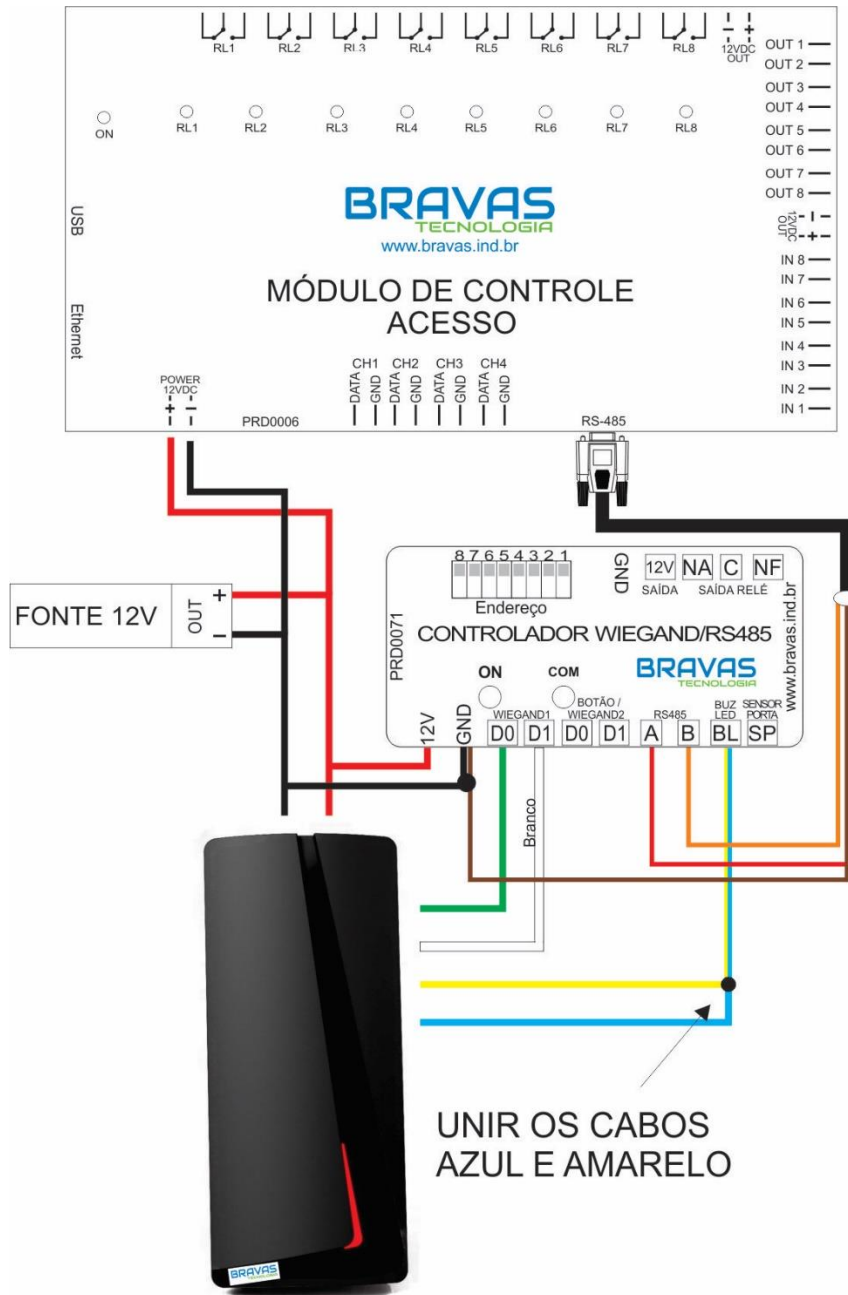 RL1 RL2 RL3 RL4 RL5 RL6 RL7 RL8
- +
12VDC
OUT
OUT 1
OUT 2
OUT 3
OUT 4
OUT 5
OUT 6
OUT 7
OUT 8
ON
RL1 RL2 RL3 RL4 RL5 RL6 RL7 RL8
BRAVAS
TECNOLOGIA
www.bravas.ind.br
MÓDULO DE CONTROLE
ACESSO
USB
Ethernet
12VDC
OUT
- +
IN 8
IN 7
IN 6
IN 5
IN 4
IN 3
IN 2
IN 1
POWER
12VDC
+ -
PRD0006
CH1 CH2 CH3 CH4
DATA GND DATA GND DATA GND DATA GND
RS-485
FONTE 12V
OUT
+
-
8 7 6 5 4 3 2 1
Endereço
GND
12V NA C NF
SAÍDA SAÍDA RELÉ
PRD0071
CONTROLADOR WIEGAND/RS485
www.bravas.ind.br
BRAVAS
TECNOLOGIA
ON COM
WIEGAND1
BOTÃO /
WIEGAND2
RS485
BUZ
LED
SENSOR
PORTA
12V GND D0 D1 D0 D1 A B BL SP
Branco
UNIR OS CABOS
AZUL E AMARELO
BRAVAS
TECNOLOGIA